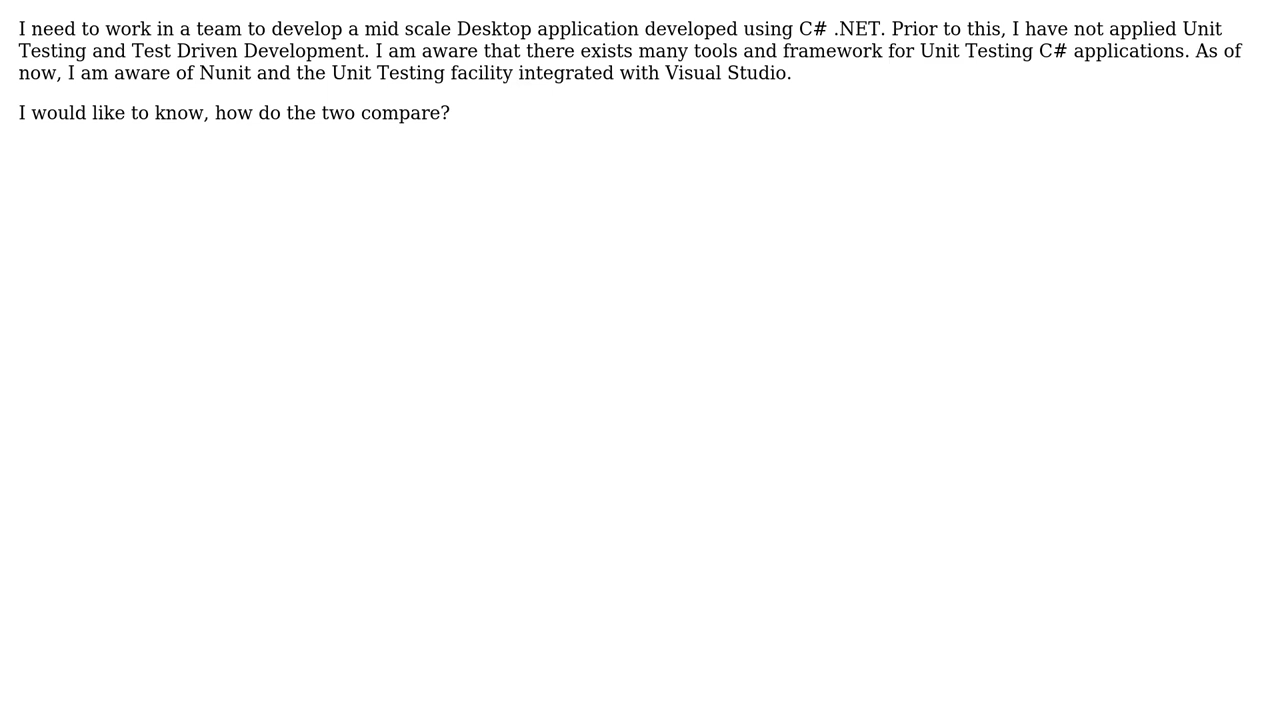 I need to work in a team to develop a mid scale Desktop application developed using C# .NET. Prior to this, I have not applied Unit
Testing and Test Driven Development. I am aware that there exists many tools and framework for Unit Testing C# applications. As of
now, I am aware of Nunit and the Unit Testing facility integrated with Visual Studio.
I would like to know, how do the two compare?